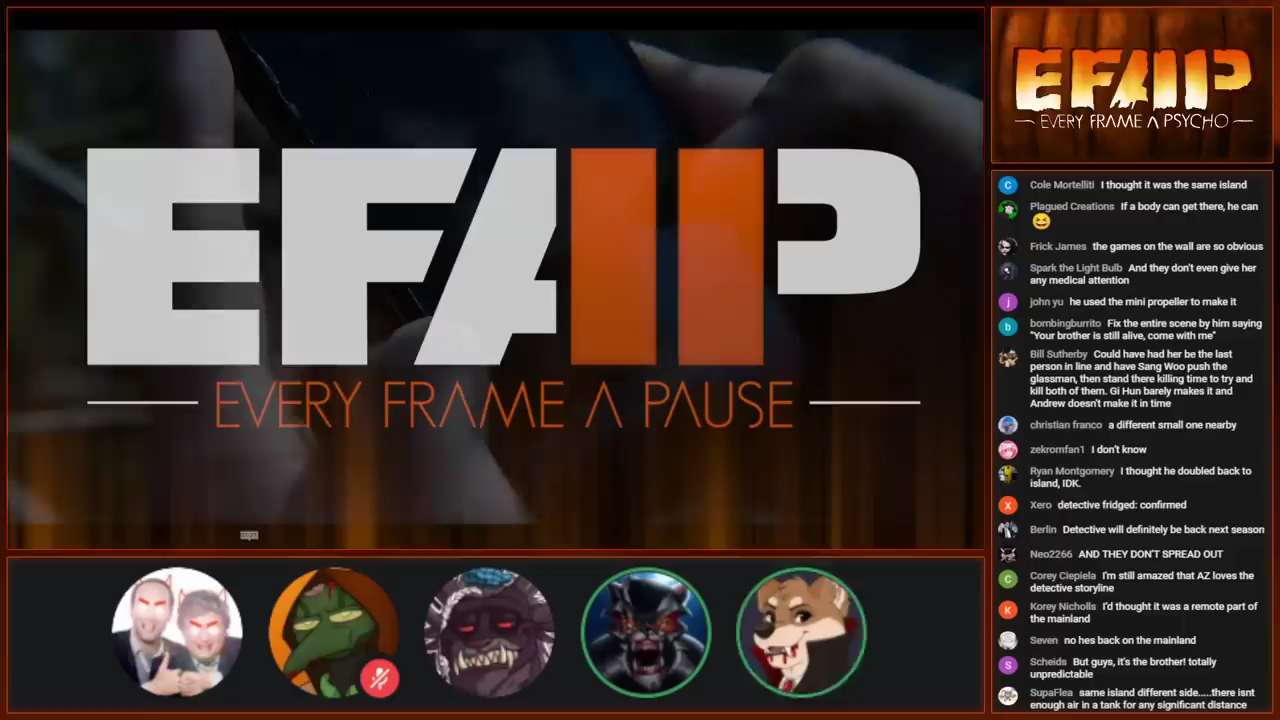 EFAP
EVERY FRAME A PAUSE
EFAP
EVERY FRAME A PSYCHO
C
Cole Mortelliti I thought it was the same island
Plagued Creations If a body can get there, he can
😆
Frick James the games on the wall are so obvious
Spark the Light Bulb And they don't even give her
any medical attention
j
john yu he used the mini propeller to make it
b
bombingburrito Fix the entire scene by him saying
"Your brother is still alive, come with me"
Bill Sutherby Could have had her be the last
person in line and have Sang Woo push the
glassman, then stand there killing time to try and
kill both of them. Gi Hun barely makes it and
Andrew doesn't make it in time
christian franco a different small one nearby
zekromfan1 I don't know
Ryan Montgomery I thought he doubled back to
island, IDK.
X
Xero detective fridged: confirmed
Berlin Detective will definitely be back next season
Neo2266 AND THEY DON'T SPREAD OUT
C
Corey Ciepiela I'm still amazed that AZ loves the
detective storyline
K
Korey Nicholls I'd thought it was a remote part of
the mainland
Seven no hes back on the mainland
S
Scheids But guys, it's the brother! totally
unpredictable
SupaFlea same island different side.....there isnt
enough air in a tank for any significant distance